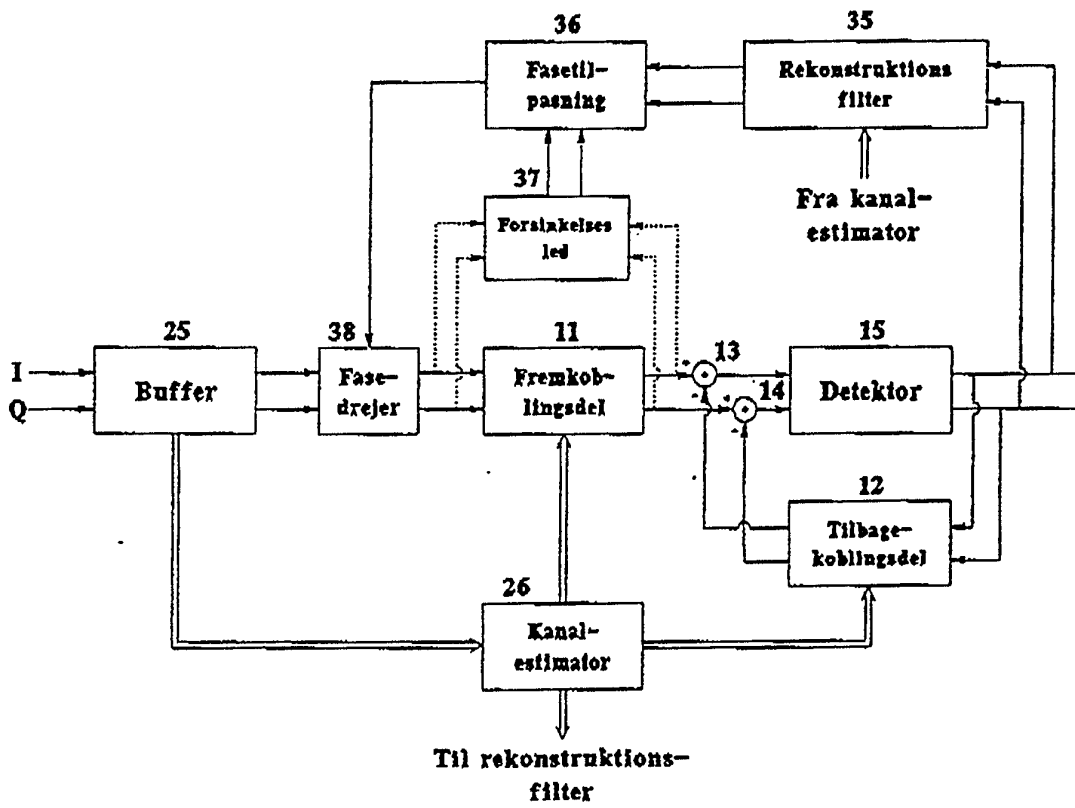 36
Fasetil-
pasning
35
Rekonstruktions
filter
37
Forsinkelses
led
Fra kanal-
estimator
I
Q
25
Buffer
38
Fase-
drejer
11
Fremkob-
lingsdel
13
14
15
Detektor
12
Tilbage-
koblingsdel
26
Kanal-
estimator
Til rekonstruktions-
filter